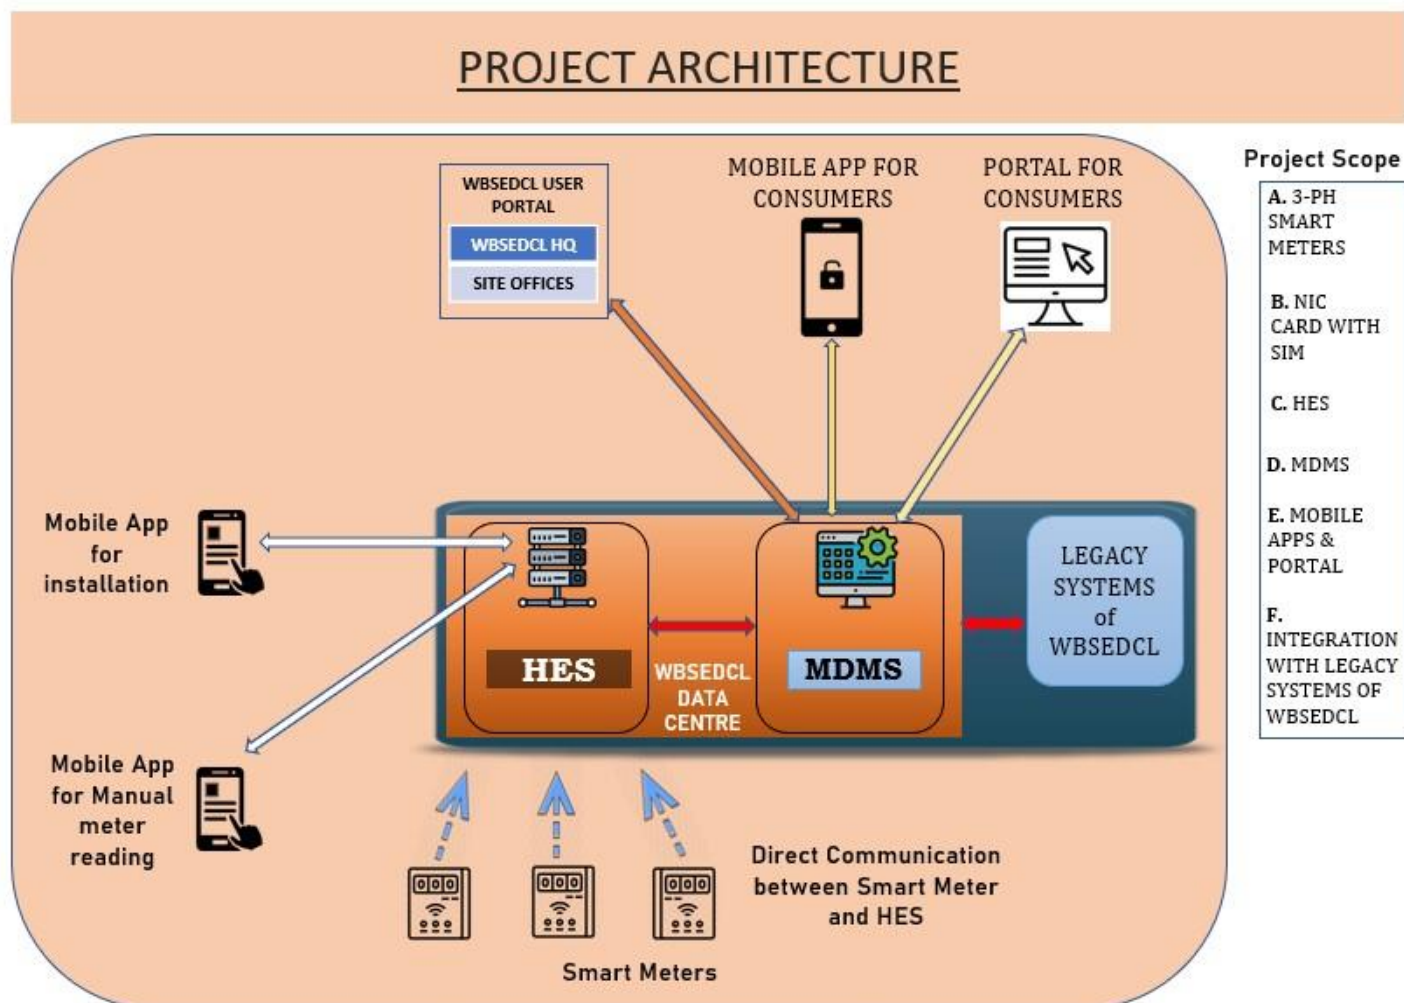 PROJECT ARCHITECTURE
WBSEDCL USER
PORTAL
WBSEDCL HQ
SITE OFFICES
MOBILE APP FOR
CONSUMERS
PORTAL FOR
CONSUMERS
Project Scope
A. 3-PH
SMART
METERS
B. NIC
CARD WITH
SIM
C. HES
D. MDMS
E. MOBILE
APPS &
PORTAL
F.
INTEGRATION
WITH LEGACY
SYSTEMS OF
WBSEDCL
Mobile App
for
installation
HES
WBSEDCL
DATA
CENTRE
MDMS
LEGACY
SYSTEMS
of
WBSEDCL
Mobile App
for Manual
meter
reading
Direct Communication
between Smart Meter
and HES
Smart Meters